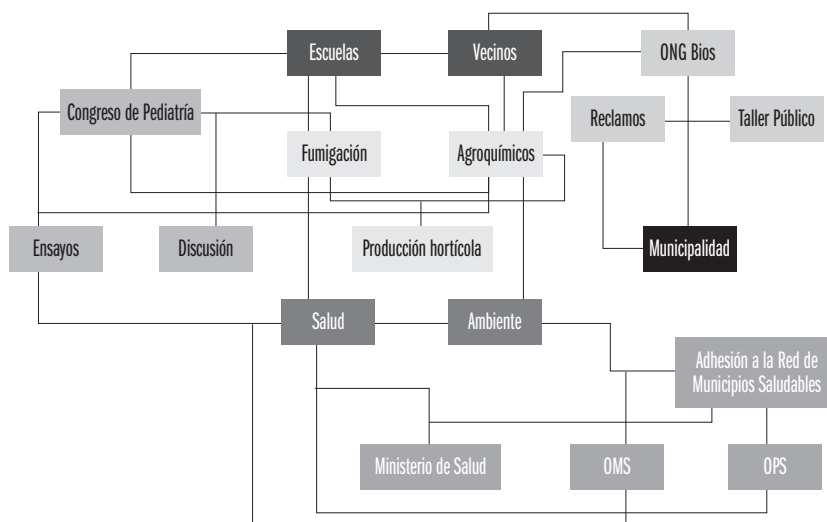 Escuelas
Vecinos
ONG Bios
Congreso de Pediatría
Reclamos
Taller Público
Fumigación
Agroquímicos
Ensayos
Discusión
Producción hortícola
Municipalidad
Salud
Ambiente
Adhesión a la Red de
Municipios Saludables
Ministerio de Salud
OMS
OPS